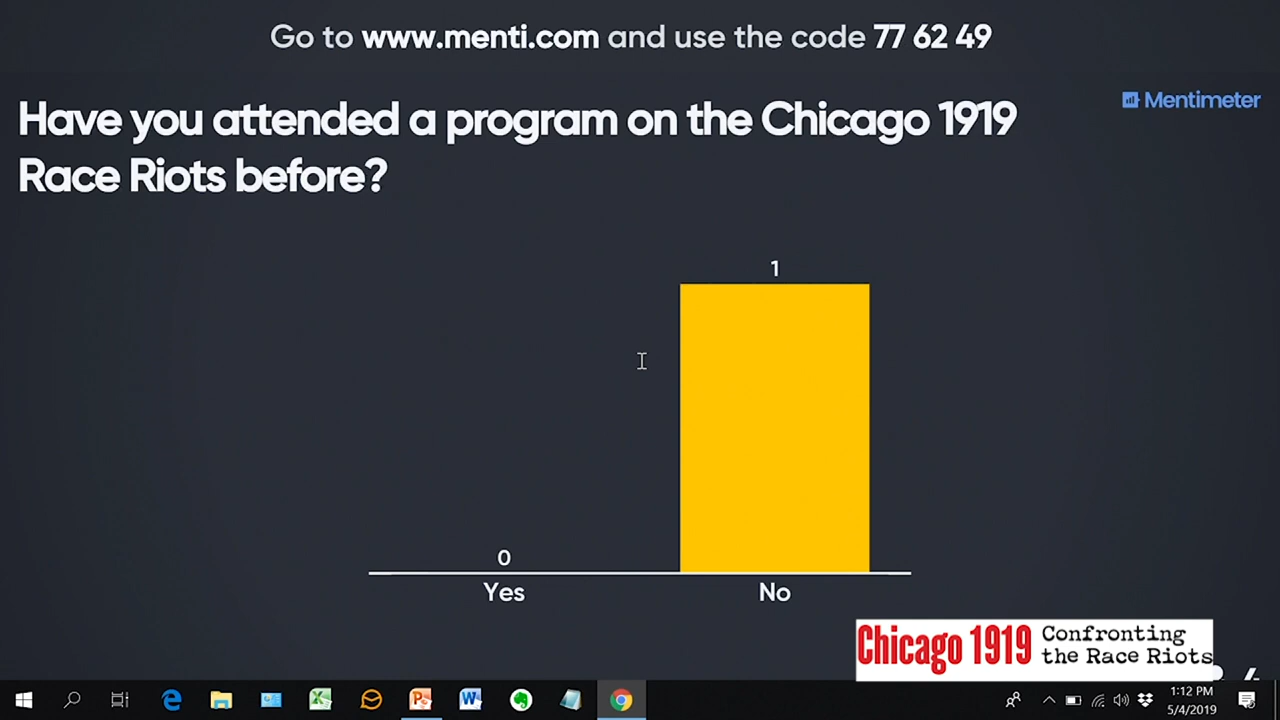 Go to www.menti.com and use the code 77 62 49
Mentimeter
Have you attended a program on the Chicago 1919
Race Riots before?
1
0
Yes
No
Chicago 1919
Confronting
the Race Riots
1:12 PM
5/4/2019